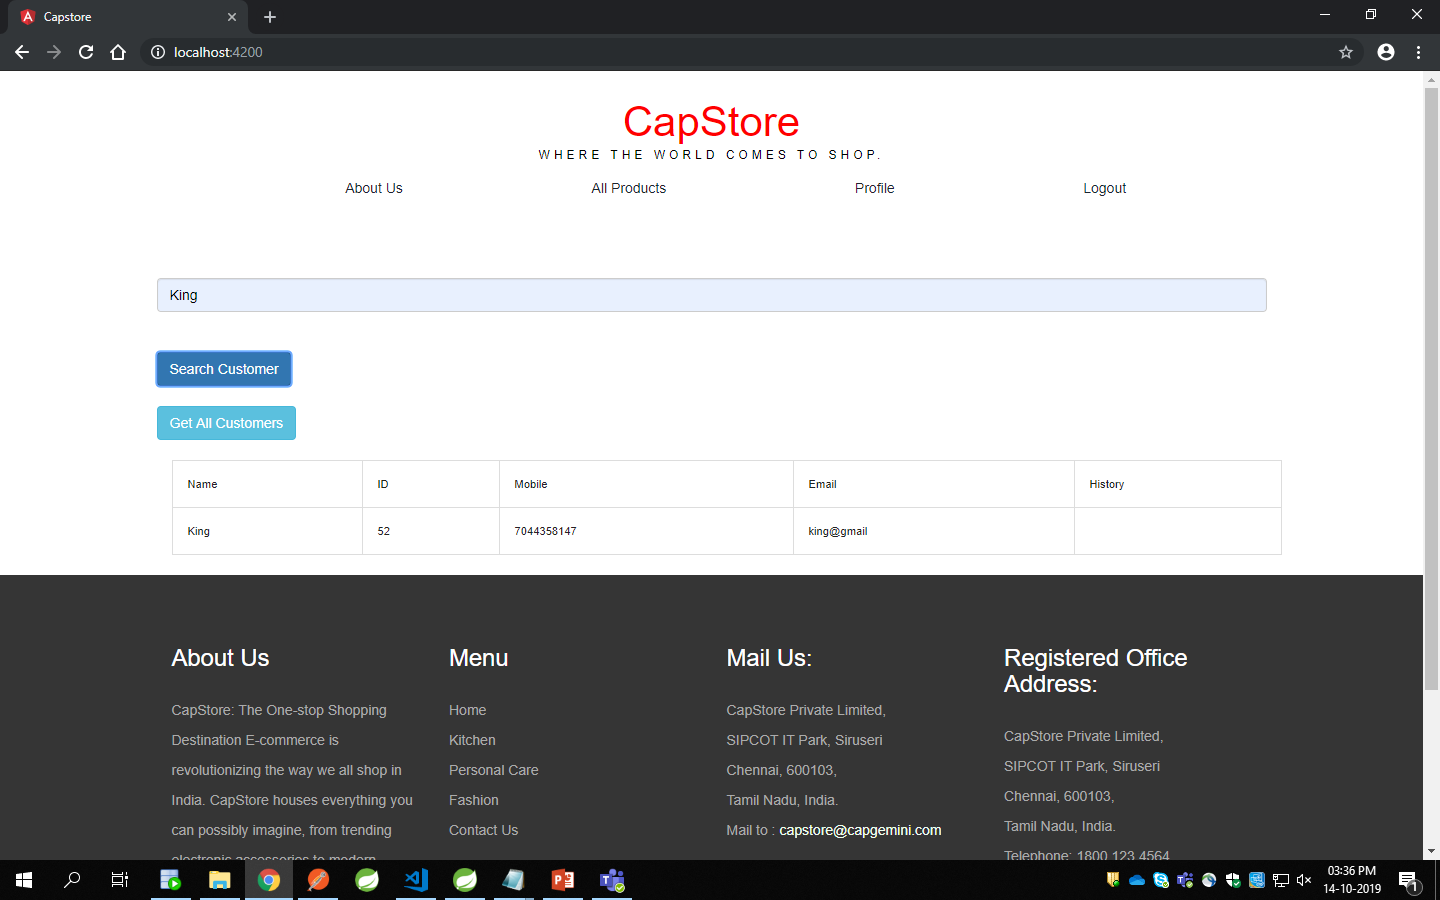 Capstore
localhost:4200
CapStore
WHERE THE WORLD COMES TO SHOP.
About Us All Products Profile Logout
King
Search Customer
Get All Customers
Name ID Mobile Email History
King 52 7044358147 king@gmail
About Us
CapStore: The One-stop Shopping
Destination E-commerce is
revolutionizing the way we all shop in
India. CapStore houses everything you
can possibly imagine, from trending
electronic accessories to modern
Menu
Home
Kitchen
Personal Care
Fashion
Contact Us
Mail Us:
CapStore Private Limited,
SIPCOT IT Park, Siruseri
Chennai, 600103,
Tamil Nadu, India.
Mail to : capstore@capgemini.com
Registered Office
Address:
CapStore Private Limited,
SIPCOT IT Park, Siruseri
Chennai, 600103,
Tamil Nadu, India.
Telephone: 1800 123 4564
03:36 PM
14-10-2019
1